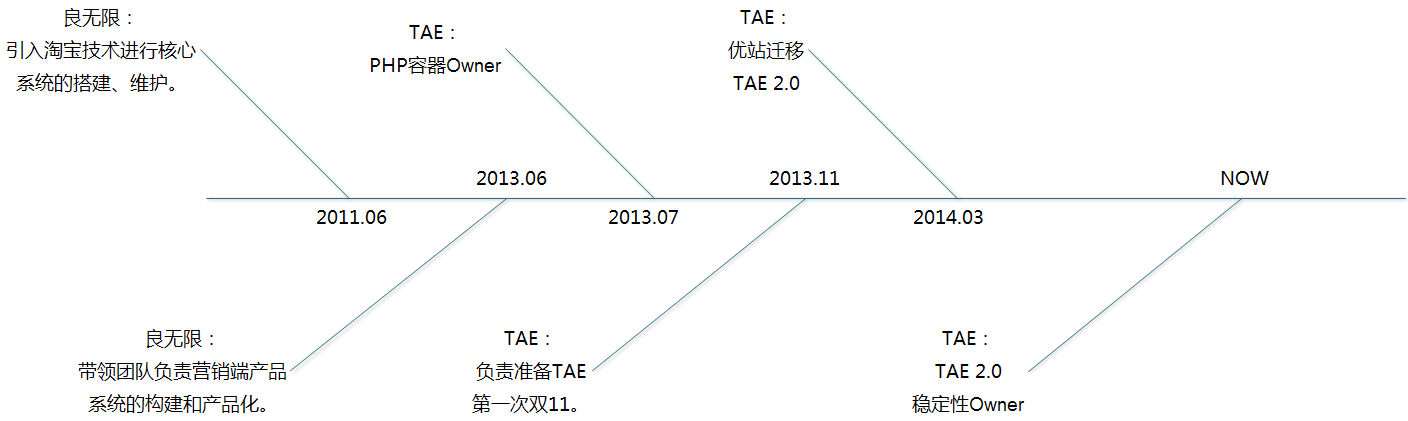 良无限：
引入淘宝技术进行核心
系统的搭建、维护。
TAE：
PHP容器Owner
TAE：
优站迁移
TAE 2.0
2013.06
2013.11
NOW
2011.06
2013.07
2014.03
良无限：
带领团队负责营销端产品
系统的构建和产品化。
TAE：
负责准备TAE
第一次双11。
TAE：
TAE 2.0
稳定性Owner